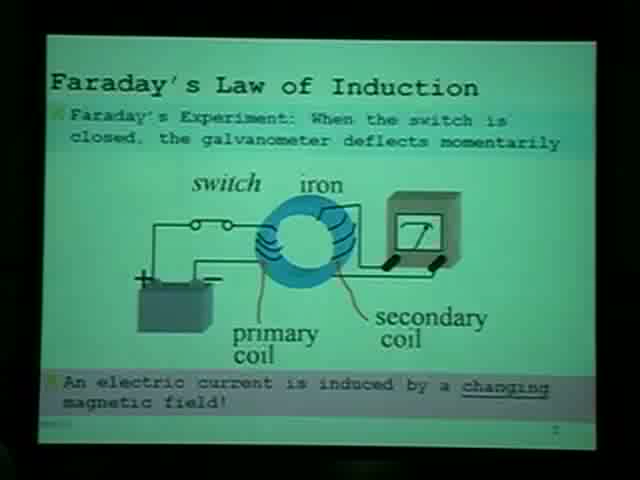 Faraday's Law of Induction
Faraday's Experiment: When the switch is
closed, the galvanometer deflects momentarily
switch iron
+ −
primary
coil
secondary
coil
An electric current is induced by a changing
magnetic field!